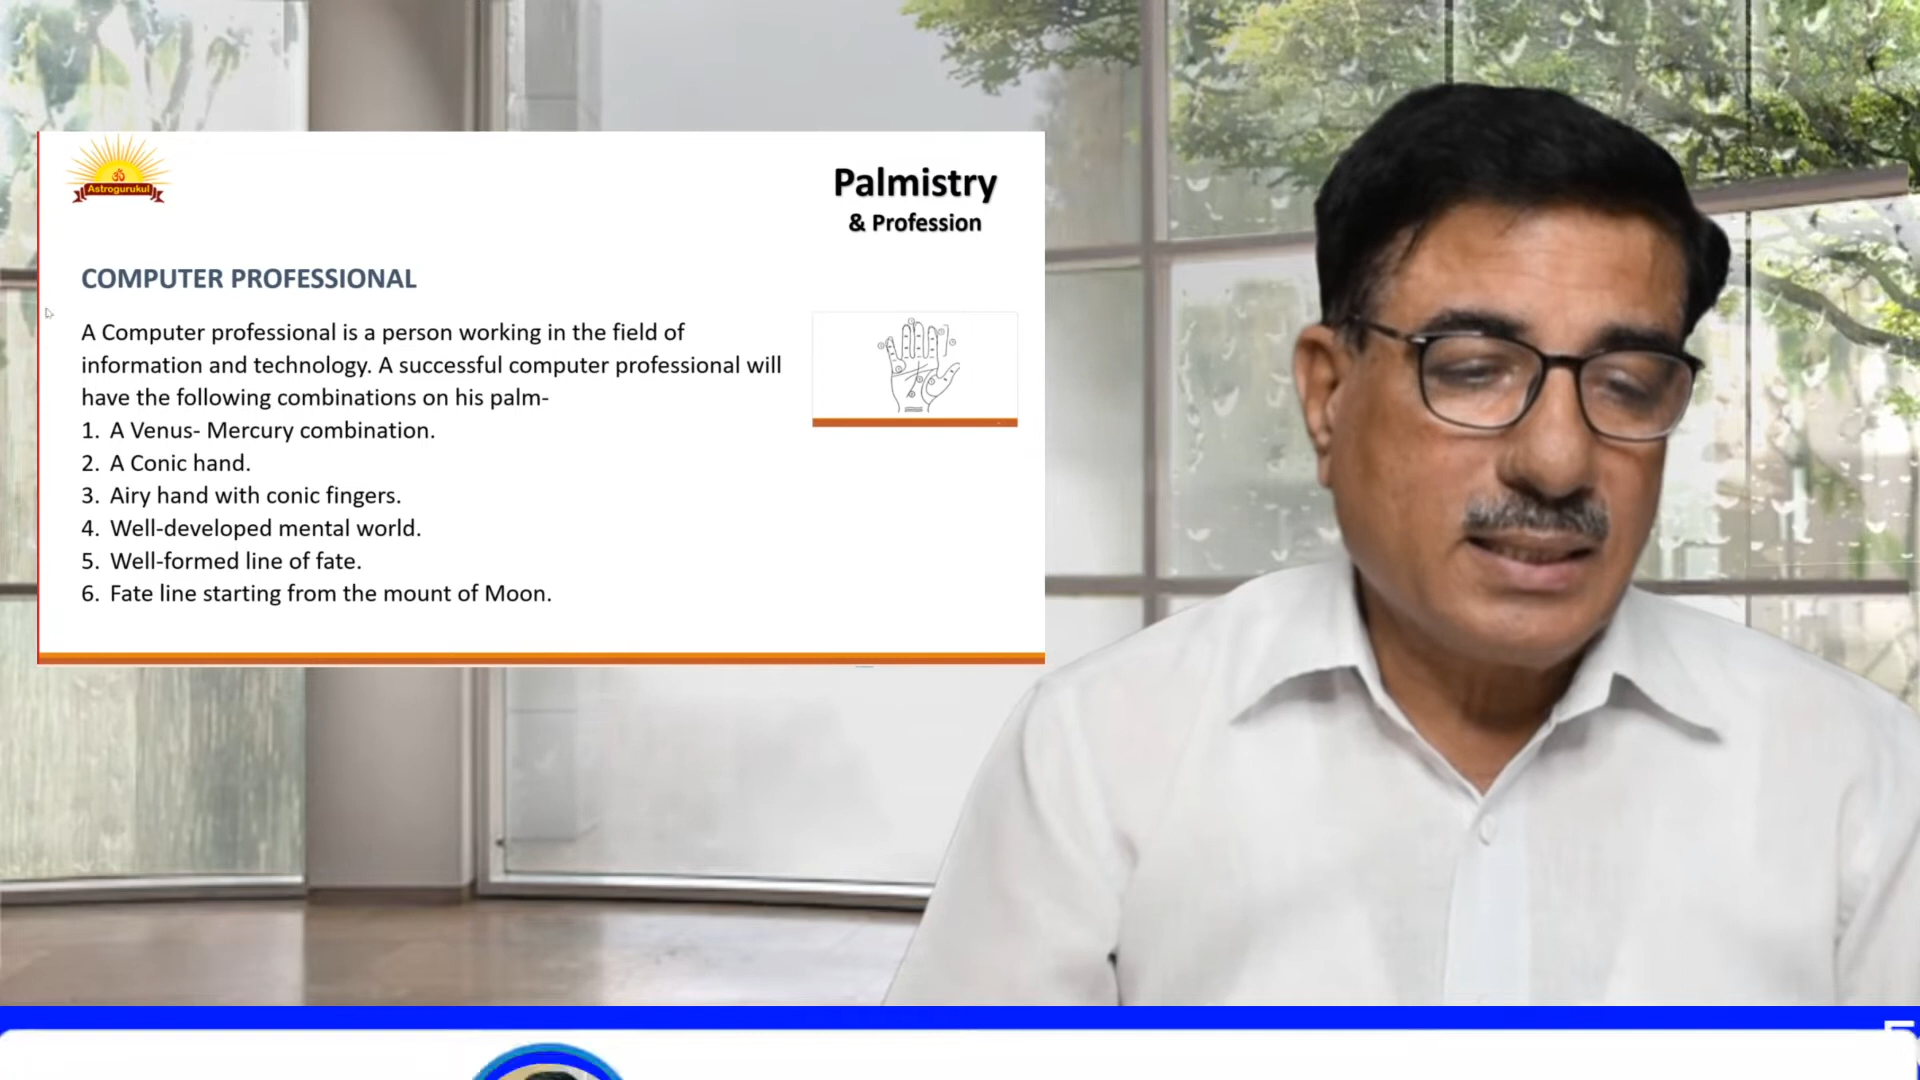 ॐ
Astrogurukul
Palmistry
& Profession
COMPUTER PROFESSIONAL
A Computer professional is a person working in the field of
information and technology. A successful computer professional will
have the following combinations on his palm-
1. A Venus- Mercury combination.
2. A Conic hand.
3. Airy hand with conic fingers.
4. Well-developed mental world.
5. Well-formed line of fate.
6. Fate line starting from the mount of Moon.